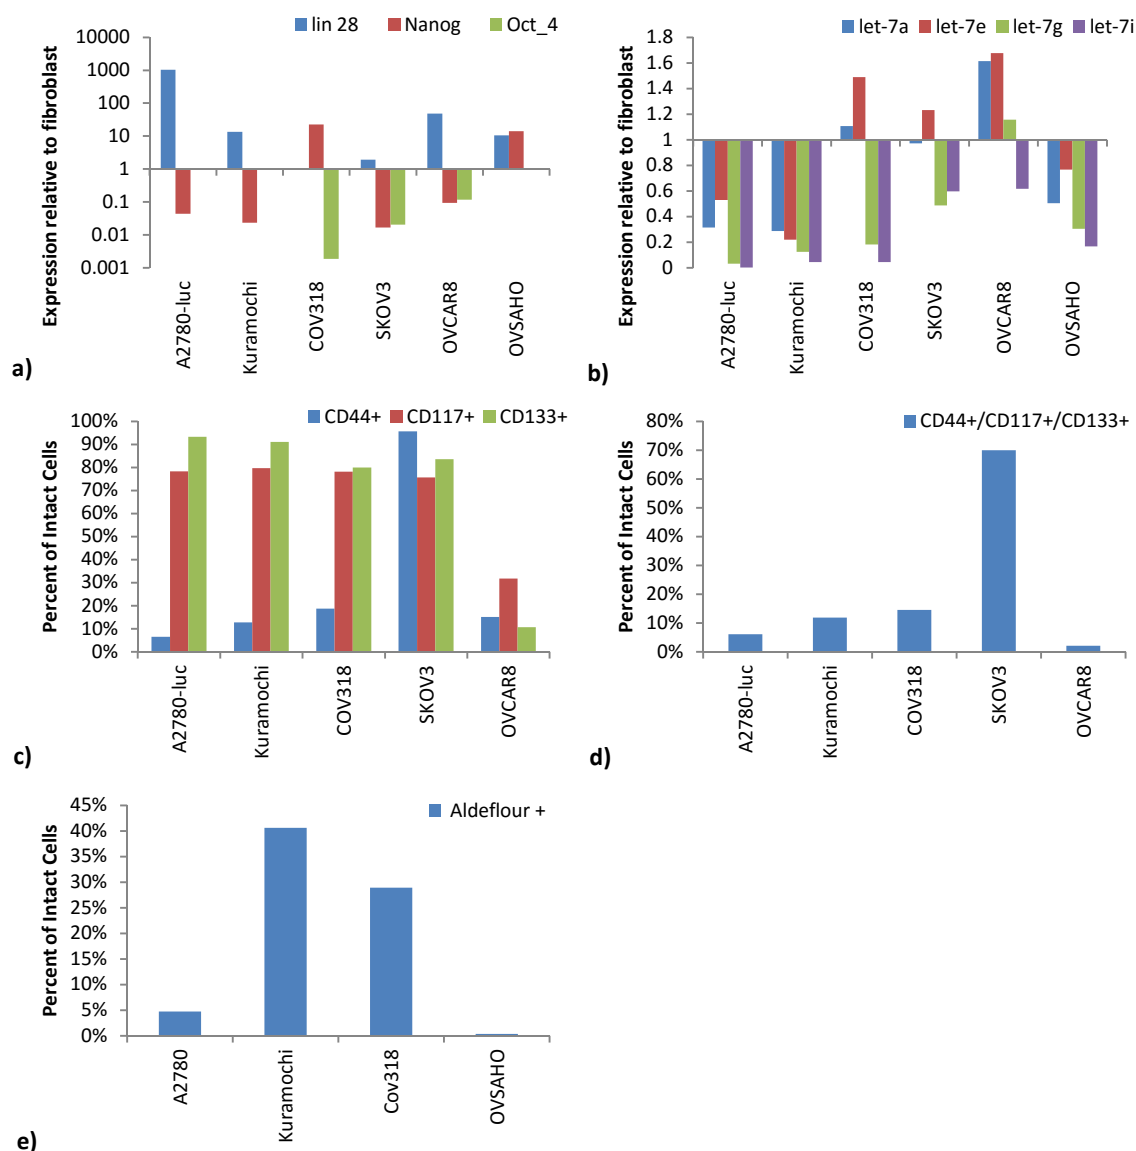 lin 28 Nanog Oct_4
Expression relative to fibroblast
10000
1000
100
10
1
0.1
0.01
0.001
A2780-luc
Kuramochi
COV318
SKOV3
OVCAR8
OVSAHO
a)
let-7a let-7e let-7g let-7i
Expression relative to fibroblast
1.8
1.6
1.4
1.2
1
0.8
0.6
0.4
0.2
0
A2780-luc
Kuramochi
COV318
SKOV3
OVCAR8
OVSAHO
b)
CD44+ CD117+ CD133+
Percent of Intact Cells
100%
90%
80%
70%
60%
50%
40%
30%
20%
10%
0%
A2780-luc
Kuramochi
COV318
SKOV3
OVCAR8
c)
CD44+/CD117+/CD133+
Percent of Intact Cells
80%
70%
60%
50%
40%
30%
20%
10%
0%
A2780-luc
Kuramochi
COV318
SKOV3
OVCAR8
d)
Aldeflour +
Percent of Intact Cells
45%
40%
35%
30%
25%
20%
15%
10%
5%
0%
A2780
Kuramochi
Cov318
OVSAHO
e)